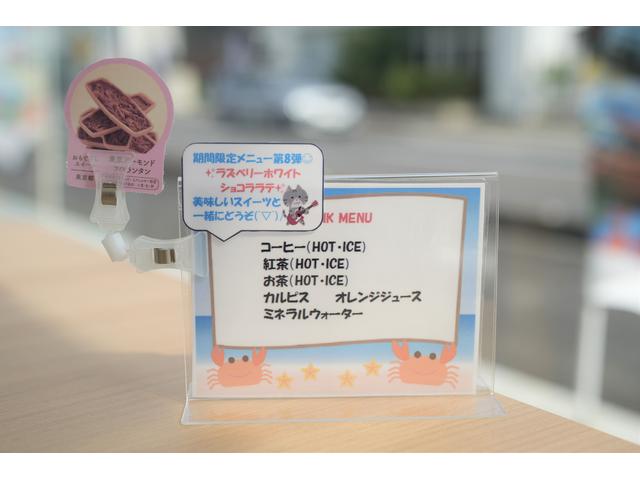 期間限定メニュー第8弾
ラズベリーホワイト
ショコララテ
美味しいスイーツと
一緒にどうぞ(´▽`)
NK MENU
コーヒー(HOT・ICE)
紅茶(HOT・ICE)
お茶(HOT・ICE)
カルピス オレンジジュース
ミネラルウォーター